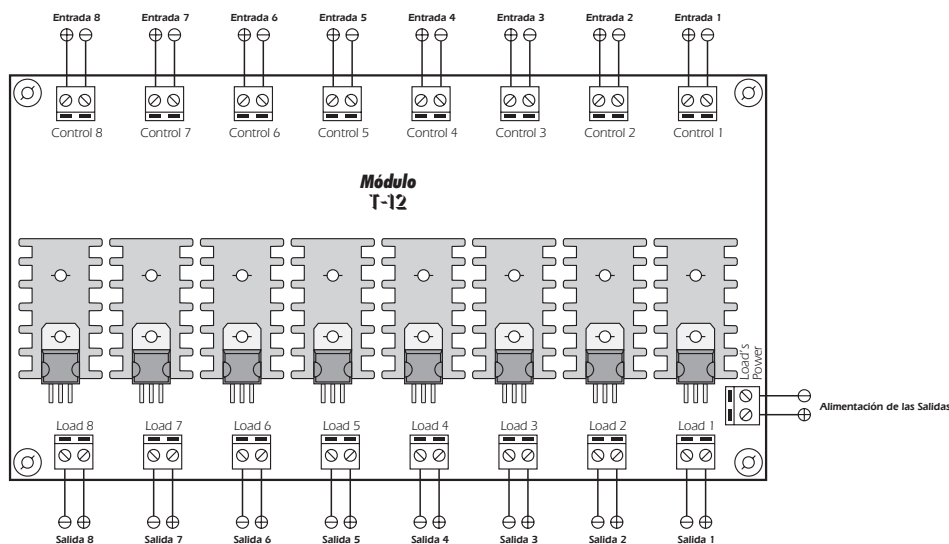 Entrada 8 Entrada 7 Entrada 6 Entrada 5 Entrada 4 Entrada 3 Entrada 2 Entrada 1
Control 8 Control 7 Control 6 Control 5 Control 4 Control 3 Control 2 Control 1
Módulo
T-12
Load's
Power
Alimentación de las Salidas
Load 8 Load 7 Load 6 Load 5 Load 4 Load 3 Load 2 Load 1
Salida 8 Salida 7 Salida 6 Salida 5 Salida 4 Salida 3 Salida 2 Salida 1